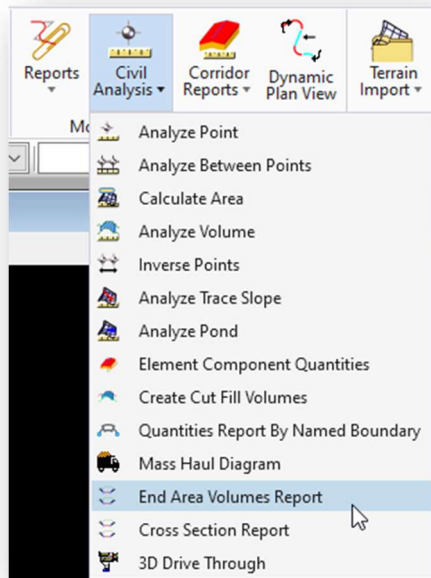 Reports
Civil
Analysis
Corridor
Reports
Dynamic
Plan View
Terrain
Import
Mo
Analyze Point
Analyze Between Points
Calculate Area
Analyze Volume
Inverse Points
Analyze Trace Slope
Analyze Pond
Element Component Quantities
Create Cut Fill Volumes
Quantities Report By Named Boundary
Mass Haul Diagram
End Area Volumes Report
Cross Section Report
3D Drive Through